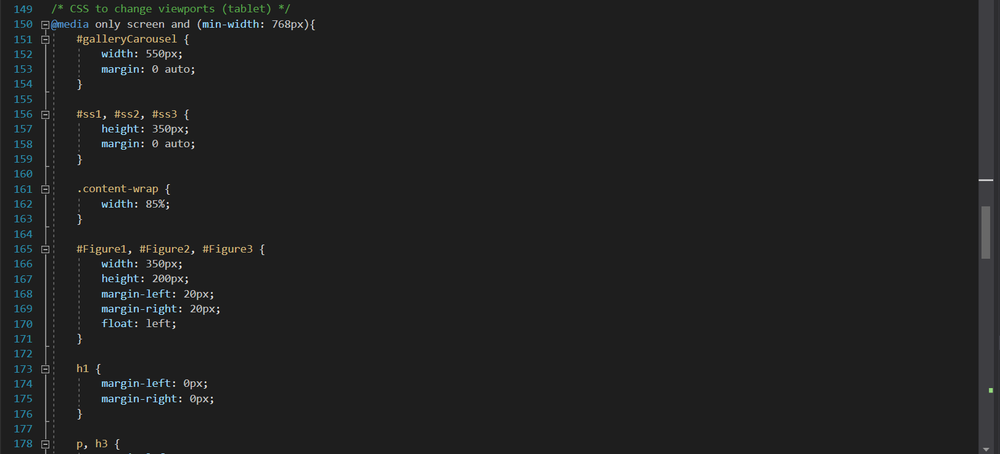 149 /* CSS to change viewports (tablet) */
150 @media only screen and (min-width: 768px){
151 #galleryCarousel {
152 width: 550px;
153 margin: 0 auto;
154 }
155
156 #ss1, #ss2, #ss3 {
157 height: 350px;
158 margin: 0 auto;
159 }
160
161 .content-wrap {
162 width: 85%;
163 }
164
165 #Figure1, #Figure2, #Figure3 {
166 width: 350px;
167 height: 200px;
168 margin-left: 20px;
169 margin-right: 20px;
170 float: left;
171 }
172
173 h1 {
174 margin-left: 0px;
175 margin-right: 0px;
176 }
177
178 p, h3 {